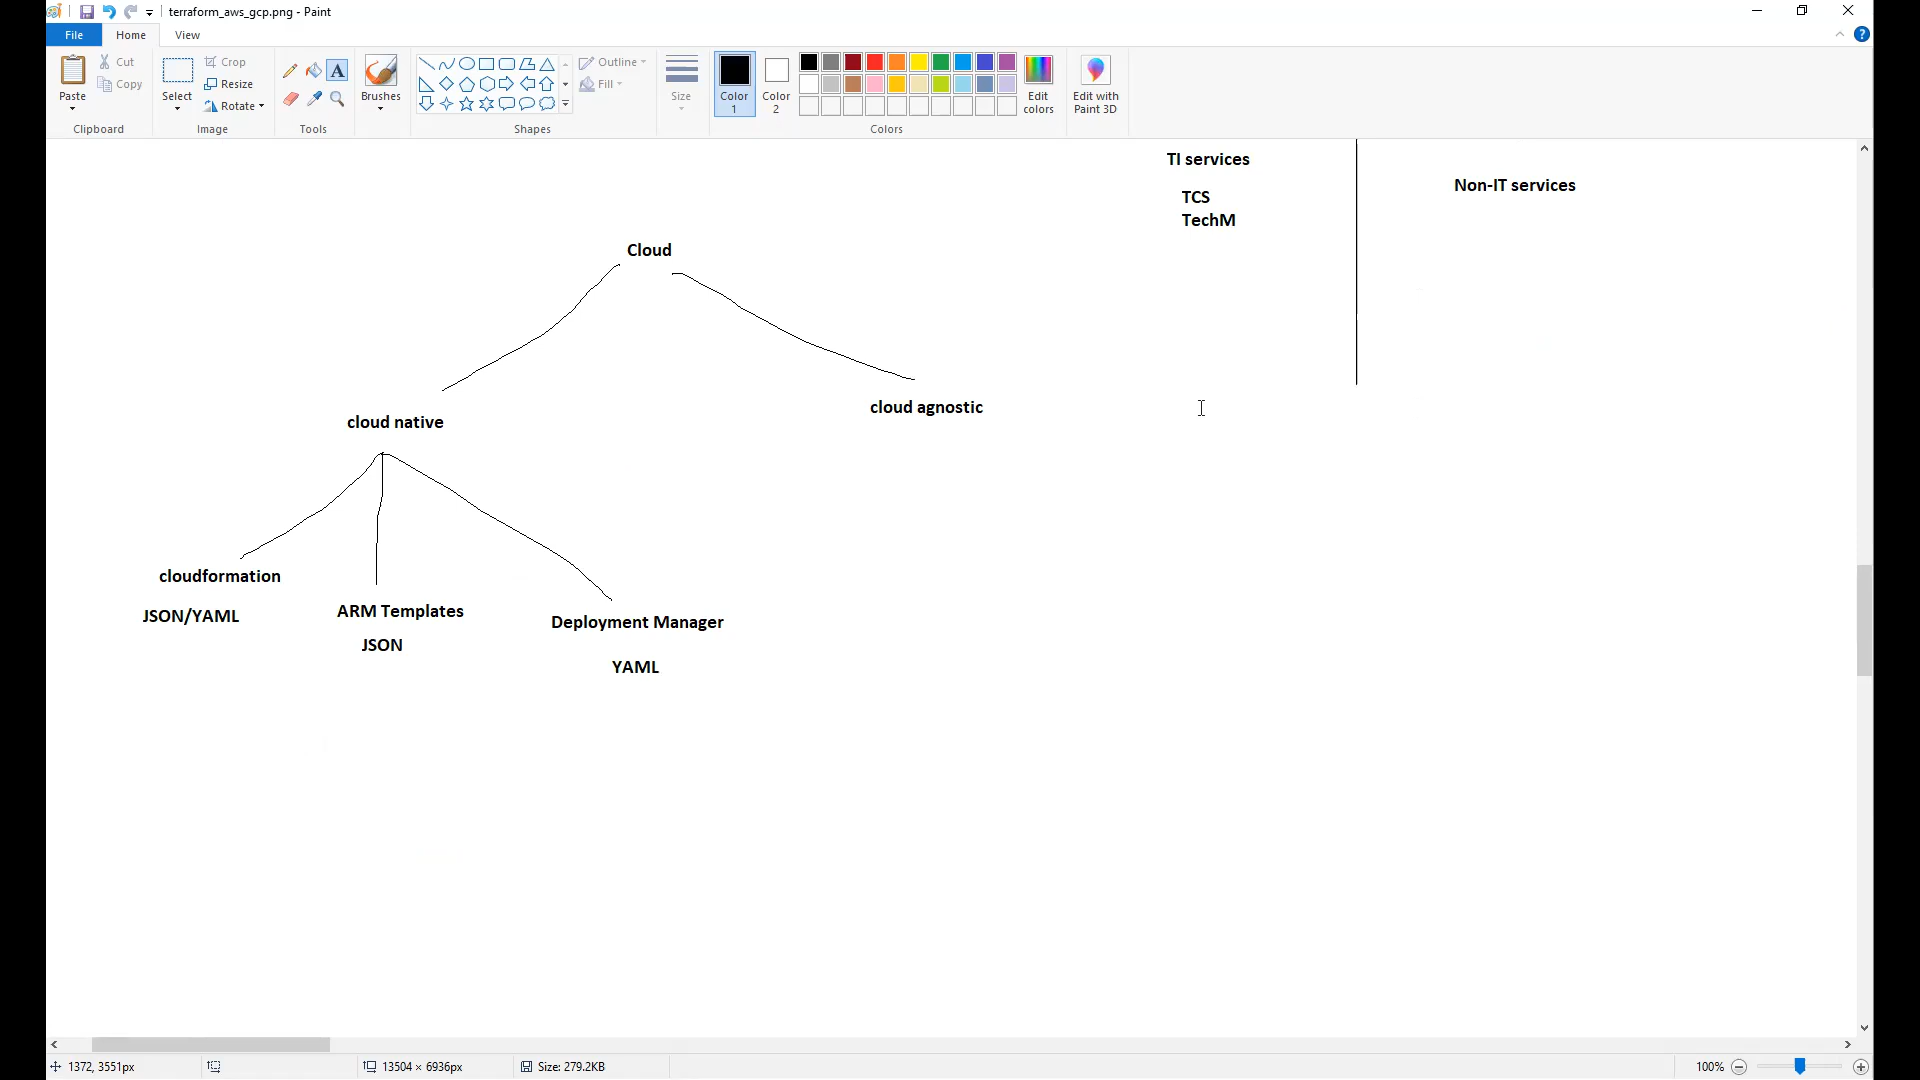 terraform_aws_gcp.png - Paint
File Home View
Paste
Cut
Copy
Clipboard
Select
Crop
Resize
Rotate
Image
A
Tools
Brushes
Outline
Fill
Shapes
Size
Color 1
Color 2
Edit colors
Colors
Edit with Paint 3D
?
TI services
Non-IT services
TCS
TechM
Cloud
cloud native
cloud agnostic
cloudformation
JSON/YAML
ARM Templates
JSON
Deployment Manager
YAML
1372, 3551px
13504 × 6936px
Size: 279.2KB
100%